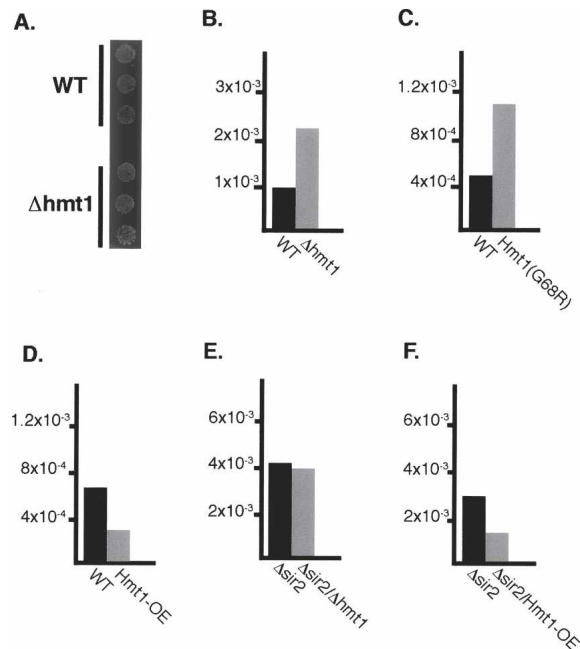 A.
WT
Δhmt1
B.
3x10⁻³
2x10⁻³
1x10⁻³
WT
Δhmt1
C.
1.2x10⁻³
8x10⁻⁴
4x10⁻⁴
WT
Hmt1(G68R)
D.
1.2x10⁻³
8x10⁻⁴
4x10⁻⁴
WT
Hmt1-OE
E.
6x10⁻³
4x10⁻³
2x10⁻³
Δsir2
Δsir2/Δhmt1
F.
6x10⁻³
4x10⁻³
2x10⁻³
Δsir2
Δsir2/Hmt1-OE